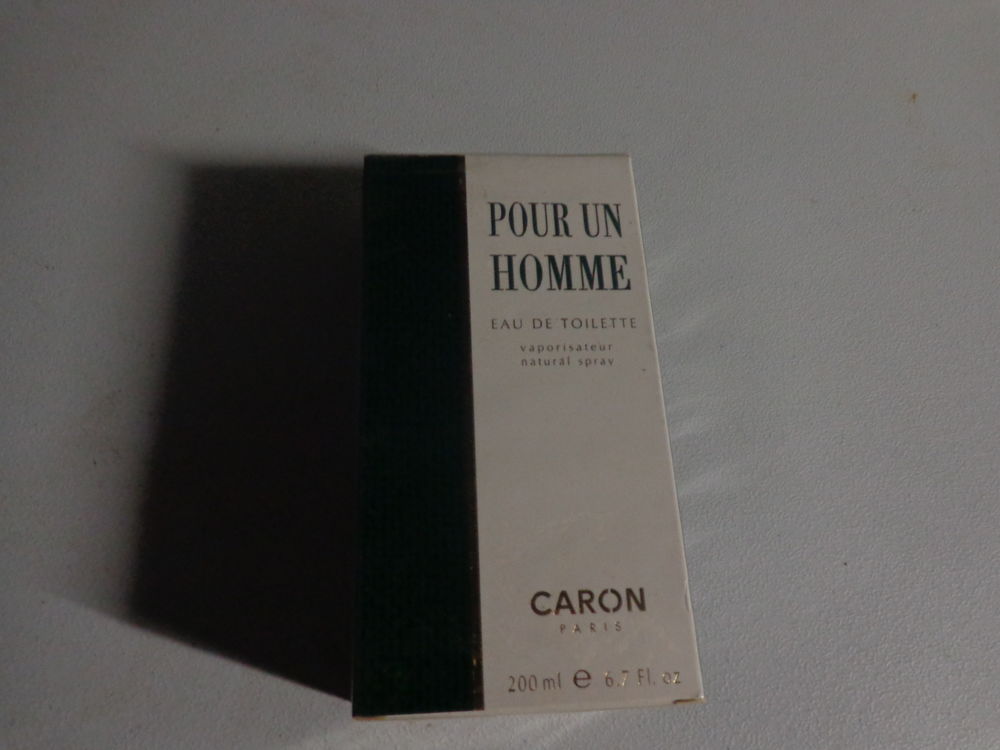 POUR UN
HOMME
EAU DE TOILETTE
vaporisateur
natural spray
CARON
PARIS
200 ml e 6.7 Fl. oz